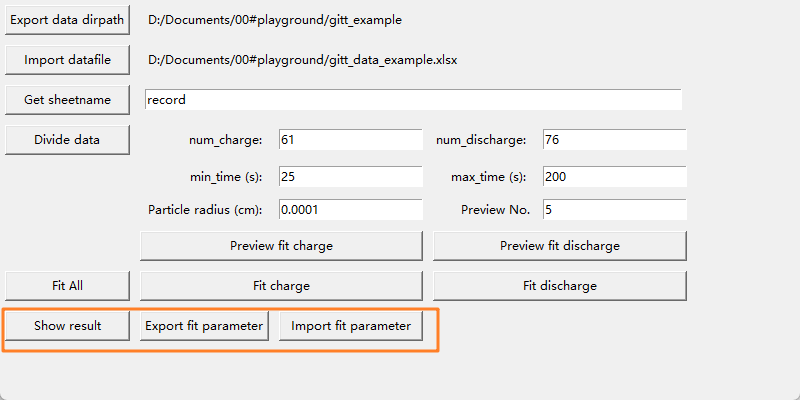 Export data dirpath D:/Documents/00#playground/gitt_example
Import datafile D:/Documents/00#playground/gitt_data_example.xlsx
Get sheetname record
Divide data num_charge: 61 num_discharge: 76
min_time (s): 25 max_time (s): 200
Particle radius (cm): 0.0001 Preview No. 5
Preview fit charge Preview fit discharge
Fit All Fit charge Fit discharge
Show result Export fit parameter Import fit parameter